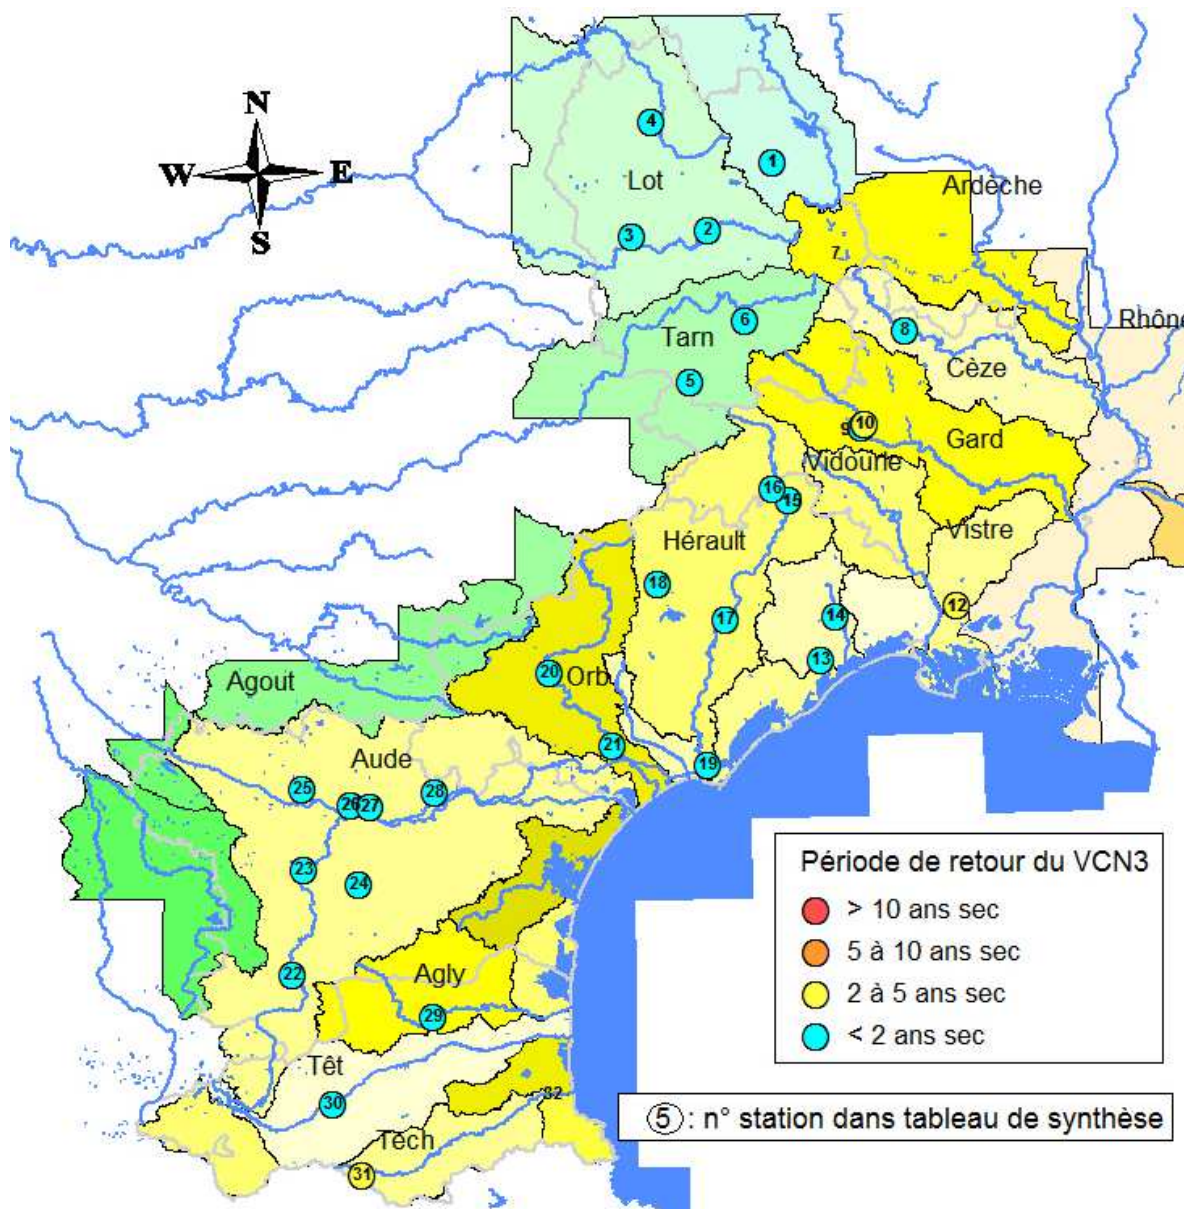 N
W E
S
4
1
Lot
Ardèche
3
2
7
6
Rhône
8
Tarn
Cèze
5
9
10
Gard
Vidourle
16
15
Vistre
Hérault
18
12
17
14
13
20
Orb
Agout
21
Aude
19
25
26
27
28
23
24
Période de retour du VCN3
> 10 ans sec
5 à 10 ans sec
2 à 5 ans sec
< 2 ans sec
22
Agly
29
Têt
32
30
5 : n° station dans tableau de synthèse
Tech
31